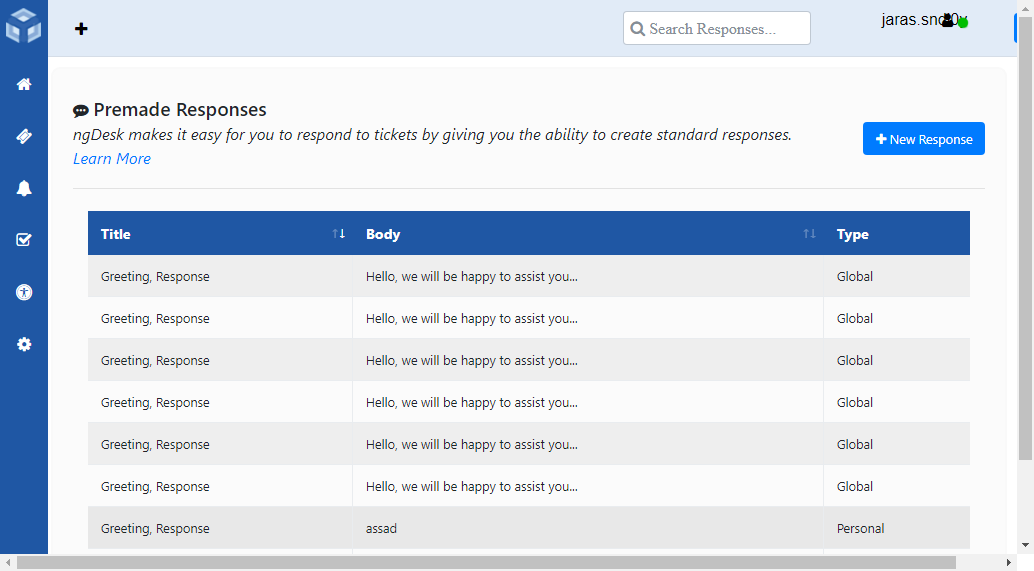 Search Responses...
Premade Responses
ngDesk makes it easy for you to respond to tickets by giving you the ability to create standard responses.
Learn More
New Response
Title Body Type
Greeting, Response Hello, we will be happy to assist you... Global
Greeting, Response Hello, we will be happy to assist you... Global
Greeting, Response Hello, we will be happy to assist you... Global
Greeting, Response Hello, we will be happy to assist you... Global
Greeting, Response Hello, we will be happy to assist you... Global
Greeting, Response Hello, we will be happy to assist you... Global
Greeting, Response assad Personal